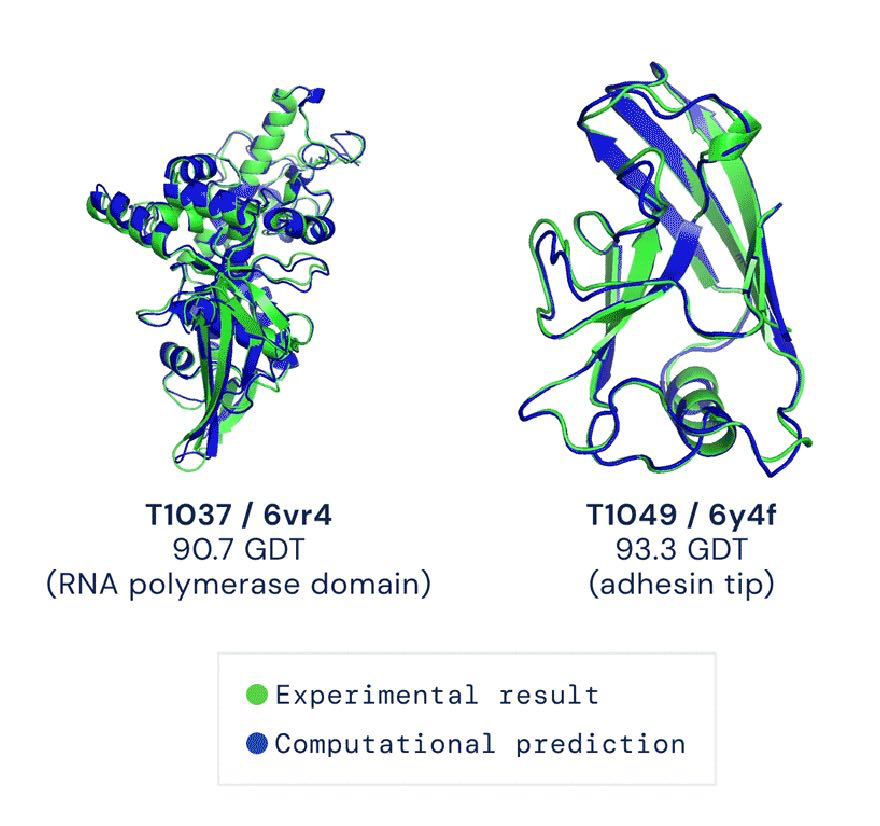 T1037 / 6vr4
90.7 GDT
(RNA polymerase domain)
T1049 / 6y4f
93.3 GDT
(adhesin tip)
Experimental result
Computational prediction